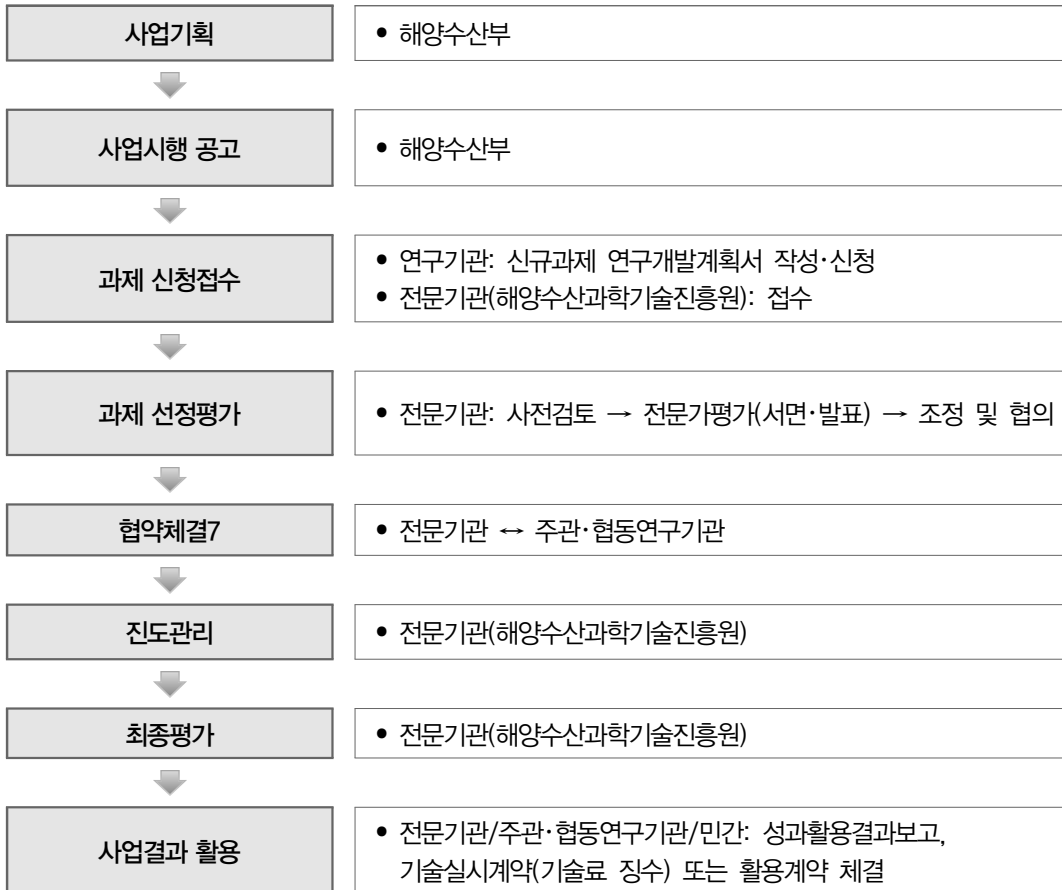 사업기획
• 해양수산부
사업시행 공고
• 해양수산부
과제 신청접수
• 연구기관: 신규과제 연구개발계획서 작성·신청
• 전문기관(해양수산과학기술진흥원): 접수
과제 선정평가
• 전문기관: 사전검토 → 전문가평가(서면·발표) → 조정 및 협의
협약체결7
• 전문기관 ↔ 주관·협동연구기관
진도관리
• 전문기관(해양수산과학기술진흥원)
최종평가
• 전문기관(해양수산과학기술진흥원)
사업결과 활용
• 전문기관/주관·협동연구기관/민간: 성과활용결과보고,
기술실시계약(기술료 징수) 또는 활용계약 체결